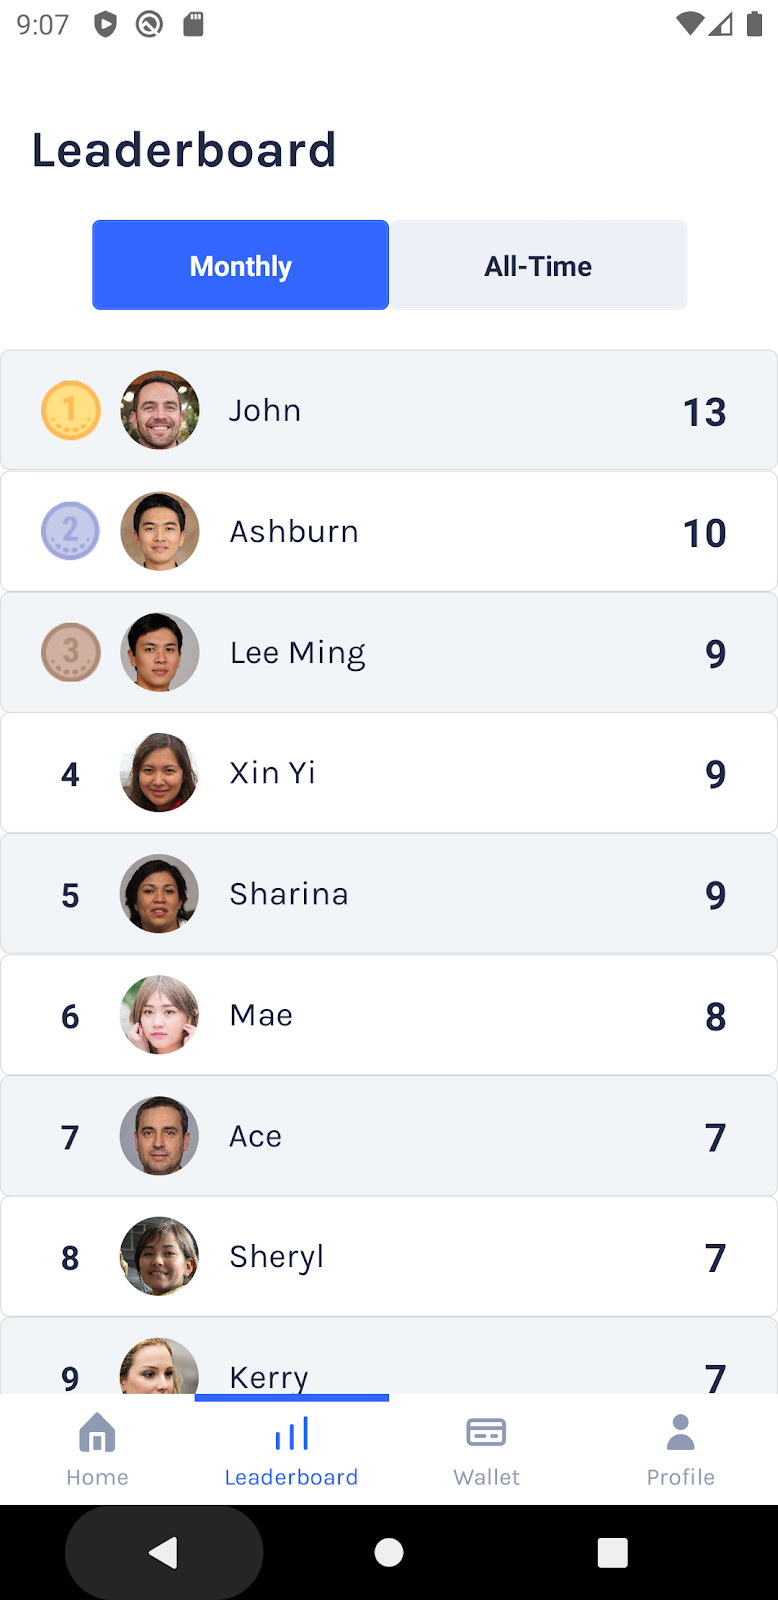 9:07
Leaderboard
Monthly All-Time
1 John 13
2 Ashburn 10
3 Lee Ming 9
4 Xin Yi 9
5 Sharina 9
6 Mae 8
7 Ace 7
8 Sheryl 7
9 Kerry 7
Home Leaderboard Wallet Profile